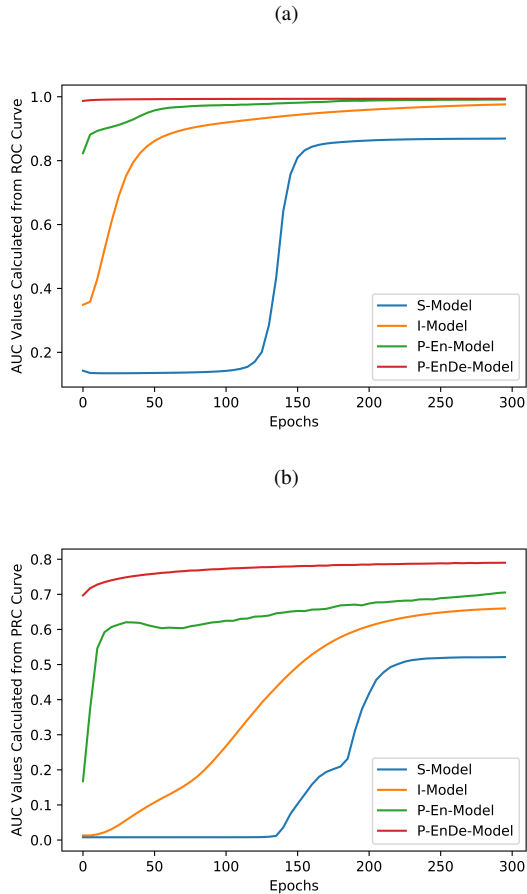 (a)
AUC Values Calculated from ROC Curve
1.0
0.8
0.6
0.4
0.2
S-Model
I-Model
P-En-Model
P-EnDe-Model
0 50 100 150 200 250 300
Epochs
(b)
AUC Values Calculated from PRC Curve
0.8
0.7
0.6
0.5
0.4
0.3
0.2
0.1
0.0
S-Model
I-Model
P-En-Model
P-EnDe-Model
0 50 100 150 200 250 300
Epochs